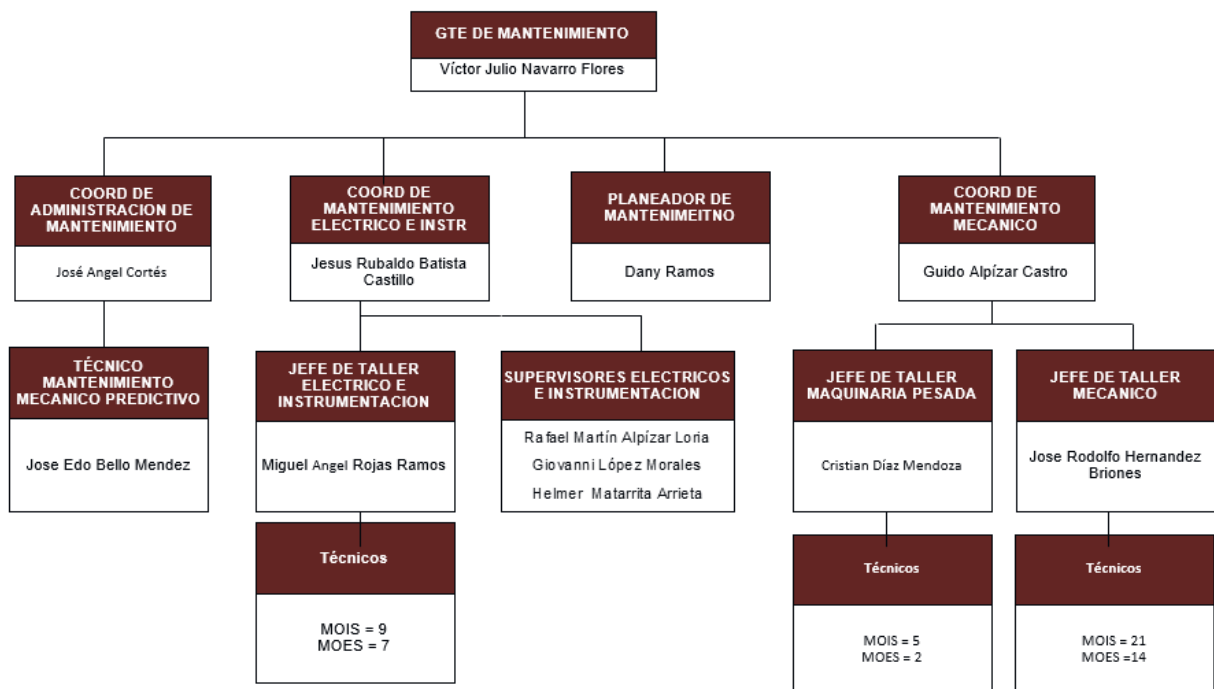 GTE DE MANTENIMIENTO
Víctor Julio Navarro Flores
COORD DE
ADMINISTRACION DE
MANTENIMIENTO
José Angel Cortés
COORD DE
MANTENIMIENTO
ELECTRICO E INSTR
Jesus Rubaldo Batista
Castillo
PLANEADOR DE
MANTENIMEITNO
Dany Ramos
COORD DE
MANTENIMIENTO
MECANICO
Guido Alpízar Castro
TÉCNICO
MANTENIMIENTO
MECANICO PREDICTIVO
Jose Edo Bello Mendez
JEFE DE TALLER
ELECTRICO E
INSTRUMENTACION
Miguel Angel Rojas Ramos
SUPERVISORES ELECTRICOS
E INSTRUMENTACION
Rafael Martín Alpízar Loria
Giovanni López Morales
Helmer Matarrita Arrieta
JEFE DE TALLER
MAQUINARIA PESADA
Cristian Díaz Mendoza
JEFE DE TALLER
MECANICO
Jose Rodolfo Hernandez
Briones
Técnicos
MOIS = 9
MOES = 7
Técnicos
MOIS = 5
MOES = 2
Técnicos
MOIS = 21
MOES =14